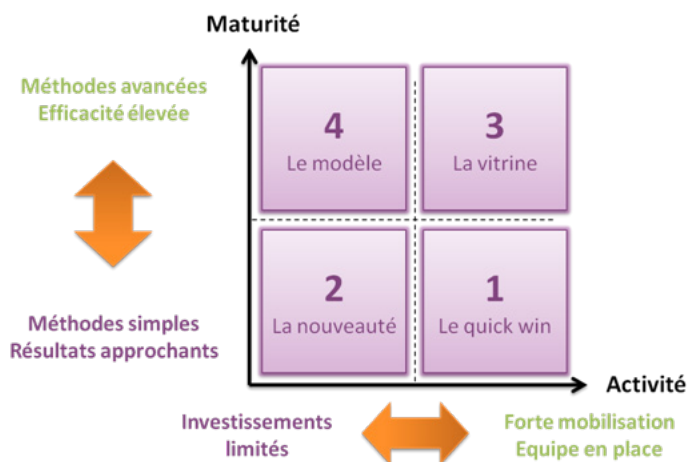 Maturité
Méthodes avancées
Efficacité élevée
4
Le modèle
3
La vitrine
2
La nouveauté
1
Le quick win
Méthodes simples
Résultats approchants
Activité
Investissements
limités
Forte mobilisation
Equipe en place